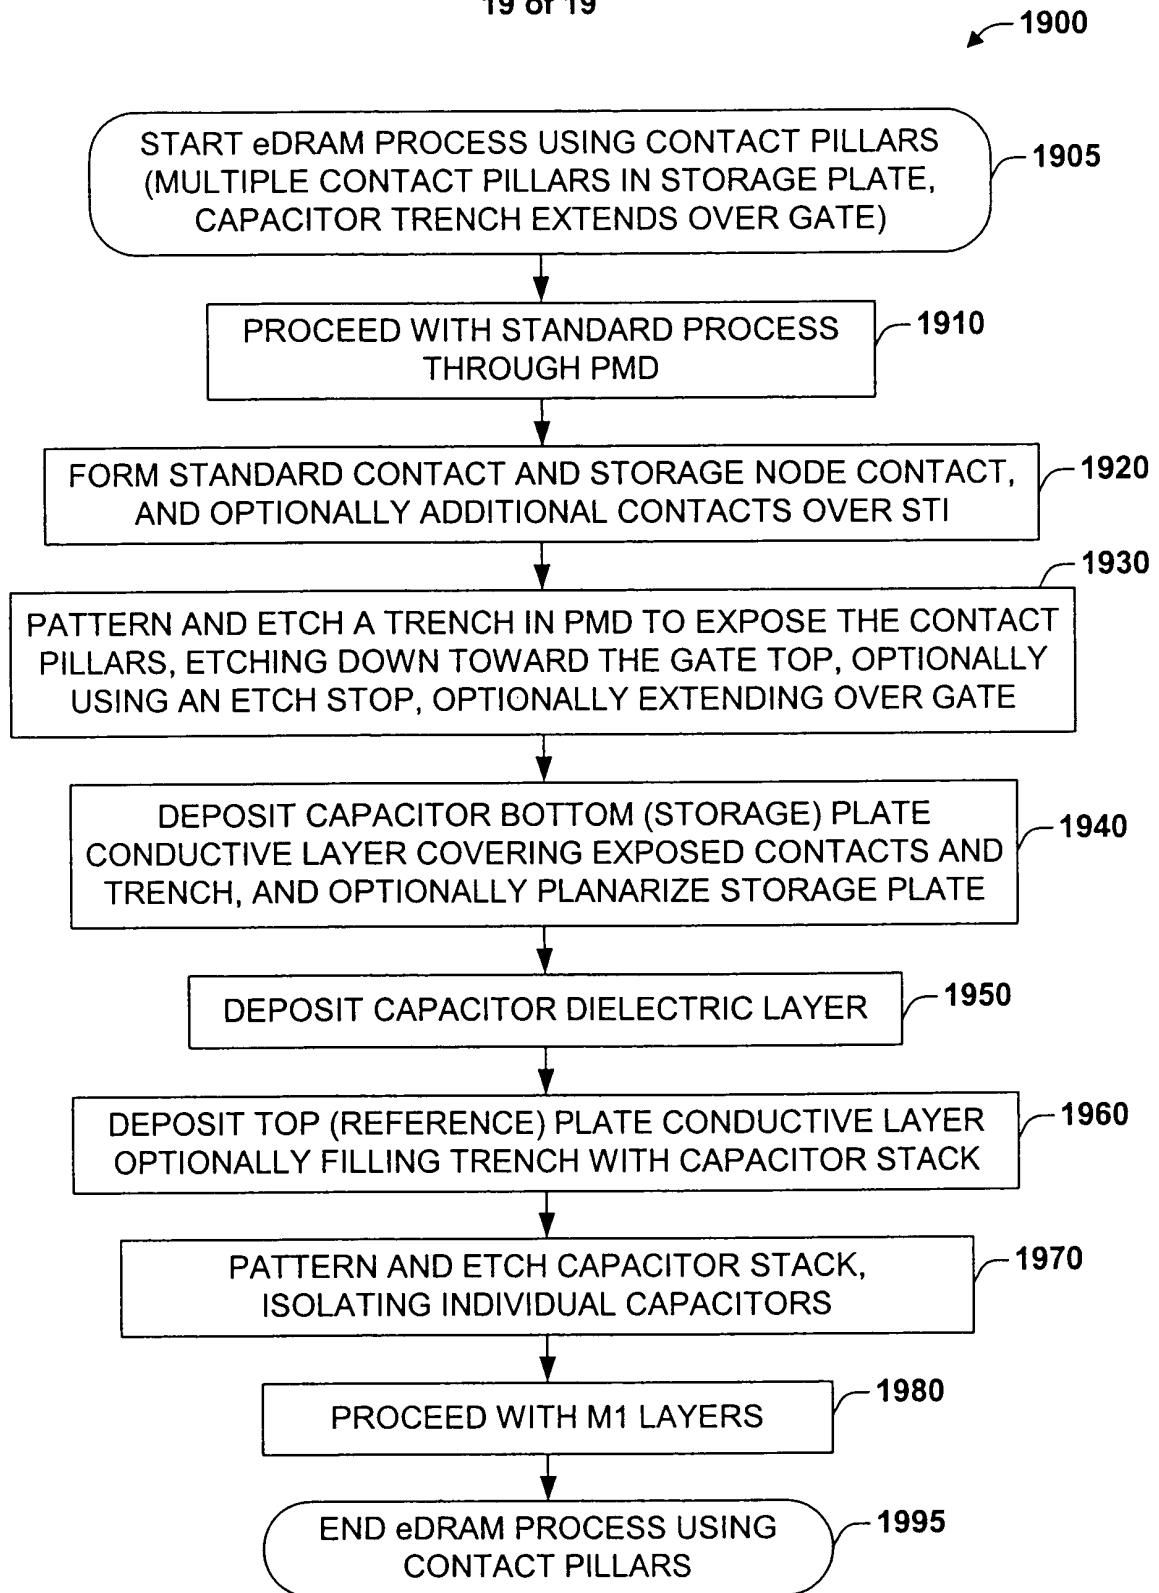 19 of 19
1900
START eDRAM PROCESS USING CONTACT PILLARS
(MULTIPLE CONTACT PILLARS IN STORAGE PLATE,
CAPACITOR TRENCH EXTENDS OVER GATE)
1905
PROCEED WITH STANDARD PROCESS
THROUGH PMD
1910
FORM STANDARD CONTACT AND STORAGE NODE CONTACT,
AND OPTIONALLY ADDITIONAL CONTACTS OVER STI
1920
PATTERN AND ETCH A TRENCH IN PMD TO EXPOSE THE CONTACT
PILLARS, ETCHING DOWN TOWARD THE GATE TOP, OPTIONALLY
USING AN ETCH STOP, OPTIONALLY EXTENDING OVER GATE
1930
DEPOSIT CAPACITOR BOTTOM (STORAGE) PLATE
CONDUCTIVE LAYER COVERING EXPOSED CONTACTS AND
TRENCH, AND OPTIONALLY PLANARIZE STORAGE PLATE
1940
DEPOSIT CAPACITOR DIELECTRIC LAYER
1950
DEPOSIT TOP (REFERENCE) PLATE CONDUCTIVE LAYER
OPTIONALLY FILLING TRENCH WITH CAPACITOR STACK
1960
PATTERN AND ETCH CAPACITOR STACK,
ISOLATING INDIVIDUAL CAPACITORS
1970
PROCEED WITH M1 LAYERS
1980
END eDRAM PROCESS USING
CONTACT PILLARS
1995